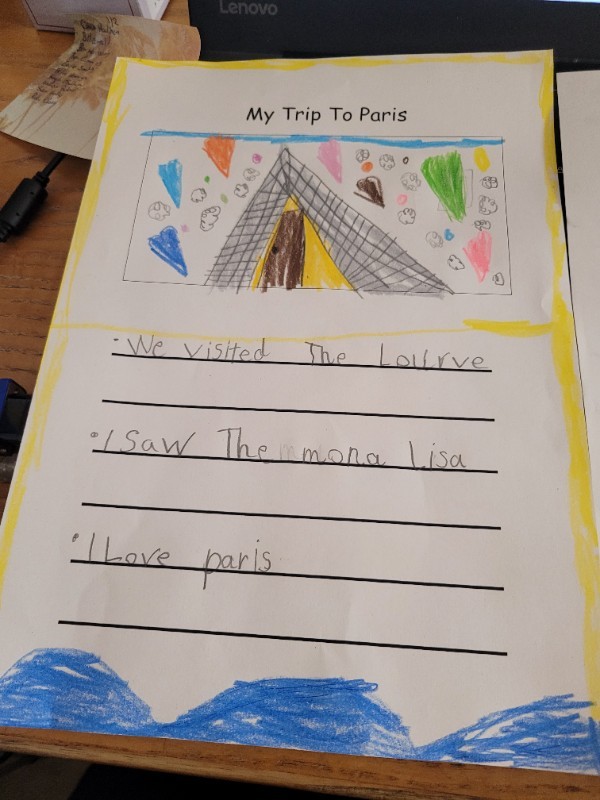 Lenovo
My Trip To Paris
• We visited The Lourve
• I Saw The mona Lisa
• I Love paris